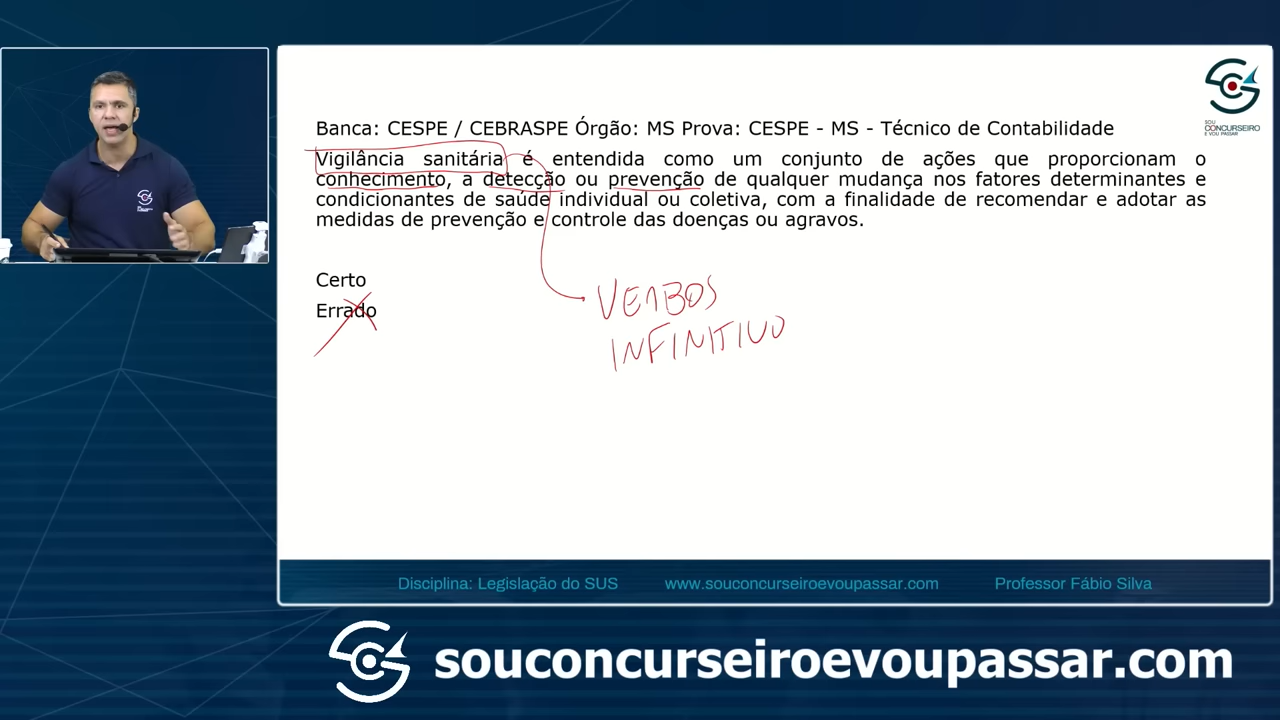 Banca: CESPE / CEBRASPE Órgão: MS Prova: CESPE - MS - Técnico de Contabilidade
Vigilância sanitária é entendida como um conjunto de ações que proporcionam o
conhecimento, a detecção ou prevenção de qualquer mudança nos fatores determinantes e
condicionantes de saúde individual ou coletiva, com a finalidade de recomendar e adotar as
medidas de prevenção e controle das doenças ou agravos.
Certo
Errado
VERBOS
INFINITIVO
SOU
CONCURSEIRO
E VOU PASSAR
Disciplina: Legislação do SUS www.souconcurseiroevoupassar.com Professor Fábio Silva
souconcurseiroevoupassar.com